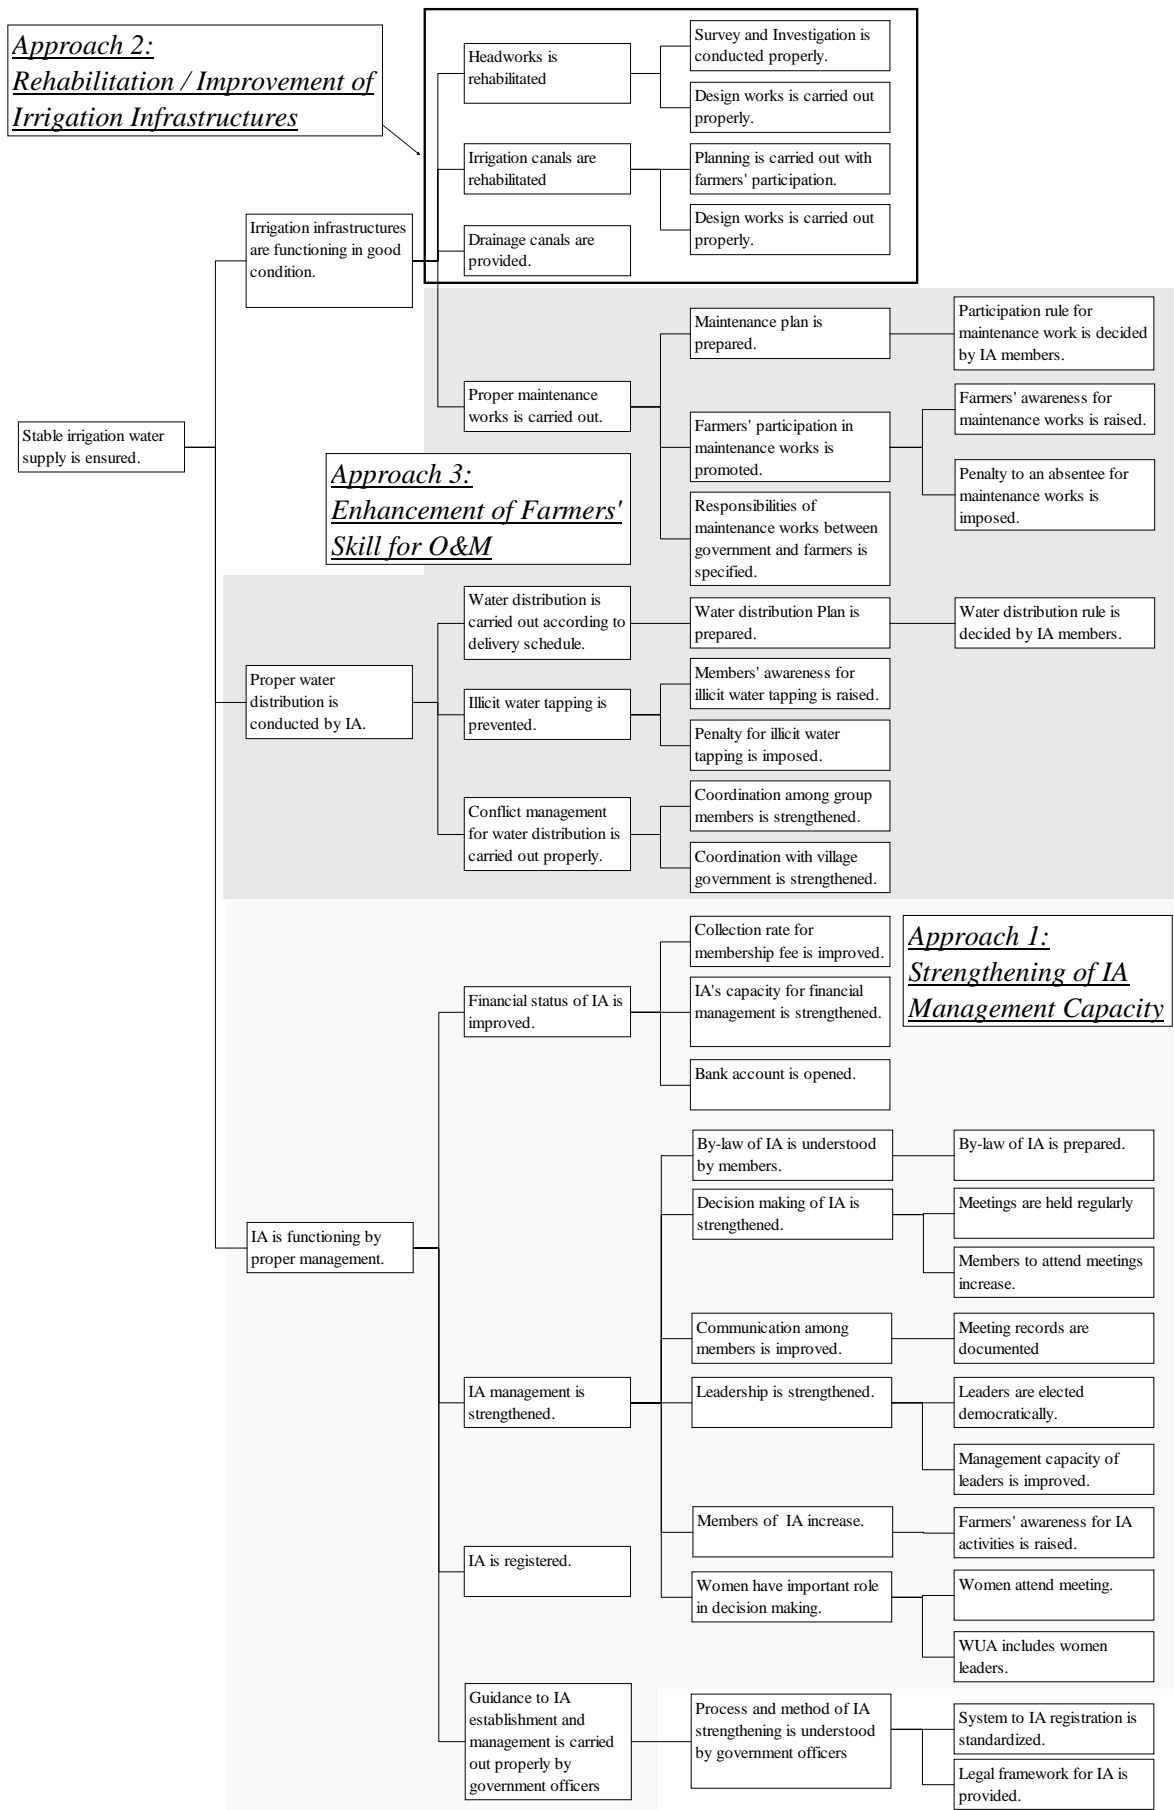 Approach 2:
Rehabilitation / Improvement of
Irrigation Infrastructures
Headworks is
rehabilitated
Survey and Investigation is
conducted properly.
Design works is carried out
properly.
Irrigation canals are
rehabilitated
Planning is carried out with
farmers' participation.
Design works is carried out
properly.
Drainage canals are
provided.
Irrigation infrastructures
are functioning in good
condition.
Maintenance plan is
prepared.
Participation rule for
maintenance work is decided
by IA members.
Proper maintenance
works is carried out.
Farmers' participation in
maintenance works is
promoted.
Farmers' awareness for
maintenance works is raised.
Penalty to an absentee for
maintenance works is
imposed.
Responsibilities of
maintenance works between
government and farmers is
specified.
Stable irrigation water
supply is ensured.
Approach 3:
Enhancement of Farmers'
Skill for O&M
Water distribution is
carried out according to
delivery schedule.
Water distribution Plan is
prepared.
Water distribution rule is
decided by IA members.
Proper water
distribution is
conducted by IA.
Illicit water tapping is
prevented.
Members' awareness for
illicit water tapping is raised.
Penalty for illicit water
tapping is imposed.
Conflict management
for water distribution is
carried out properly.
Coordination among group
members is strengthened.
Coordination with village
government is strengthened.
Approach 1:
Strengthening of IA
Management Capacity
Financial status of IA is
improved.
Collection rate for
membership fee is improved.
IA's capacity for financial
management is strengthened.
Bank account is opened.
IA is functioning by
proper management.
IA management is
strengthened.
By-law of IA is understood
by members.
By-law of IA is prepared.
Decision making of IA is
strengthened.
Meetings are held regularly
Members to attend meetings
increase.
Communication among
members is improved.
Meeting records are
documented
Leadership is strengthened.
Leaders are elected
democratically.
Management capacity of
leaders is improved.
Members of  IA increase.
Farmers' awareness for IA
activities is raised.
IA is registered.
Women have important role
in decision making.
Women attend meeting.
WUA includes women
leaders.
Guidance to IA
establishment and
management is carried
out properly by
government officers
Process and method of IA
strengthening is understood
by government officers
System to IA registration is
standardized.
Legal framework for IA is
provided.